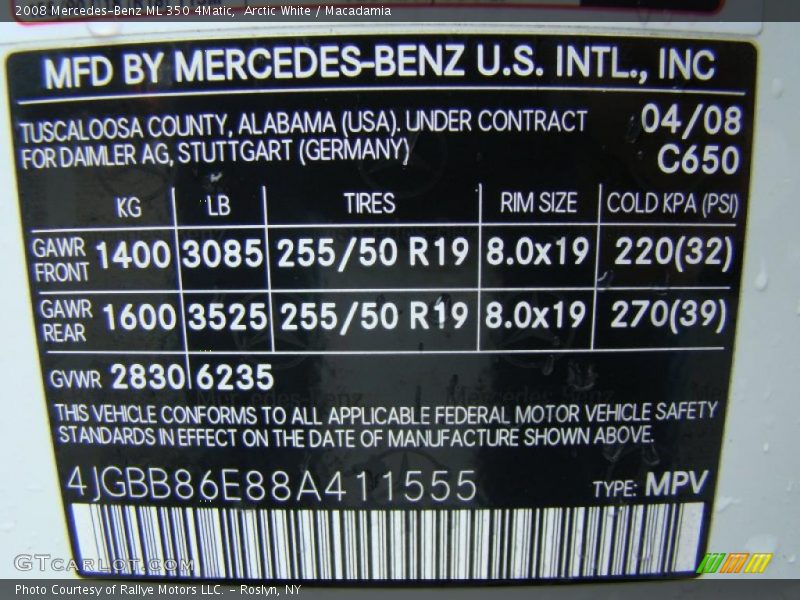 2008 Mercedes-Benz ML 350 4Matic, Arctic White / Macadamia
MFD BY MERCEDES-BENZ U.S. INTL., INC
TUSCALOOSA COUNTY, ALABAMA (USA). UNDER CONTRACT 04/08
FOR DAIMLER AG, STUTTGART (GERMANY) C650
KG LB TIRES RIM SIZE COLD KPA (PSI)
GAWR FRONT 1400 3085 255/50 R19 8.0x19 220(32)
GAWR REAR 1600 3525 255/50 R19 8.0x19 270(39)
GVWR 2830 6235
THIS VEHICLE CONFORMS TO ALL APPLICABLE FEDERAL MOTOR VEHICLE SAFETY
STANDARDS IN EFFECT ON THE DATE OF MANUFACTURE SHOWN ABOVE.
4JGBB86E88A411555 TYPE: MPV
GTcarlot.com
Photo Courtesy of Rallye Motors LLC. - Roslyn, NY